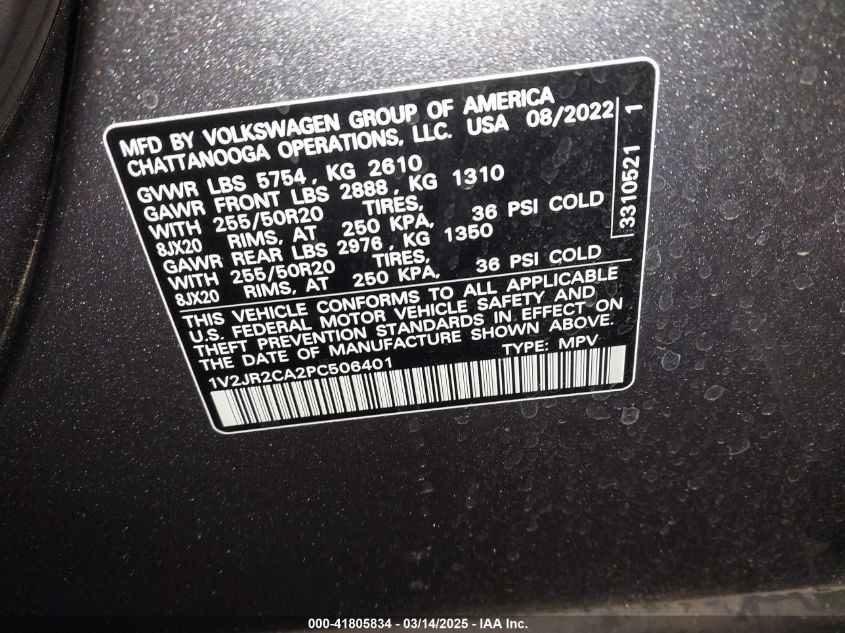 MFD BY VOLKSWAGEN GROUP OF AMERICA
CHATTANOOGA OPERATIONS, LLC. USA 08/2022
GVWR LBS 5754, KG 2610
GAWR FRONT LBS 2888, KG 1310
WITH 255/50R20 TIRES,
8JX20 RIMS, AT 250 KPA, 36 PSI COLD
GAWR REAR LBS 2976, KG 1350
WITH 255/50R20 TIRES,
8JX20 RIMS, AT 250 KPA, 36 PSI COLD
THIS VEHICLE CONFORMS TO ALL APPLICABLE
U.S. FEDERAL MOTOR VEHICLE SAFETY AND
THEFT PREVENTION STANDARDS IN EFFECT ON
THE DATE OF MANUFACTURE SHOWN ABOVE.
1V2JR2CA2PC506401 TYPE: MPV
3310521 1
000-41805834 - 03/14/2025 - IAA Inc.